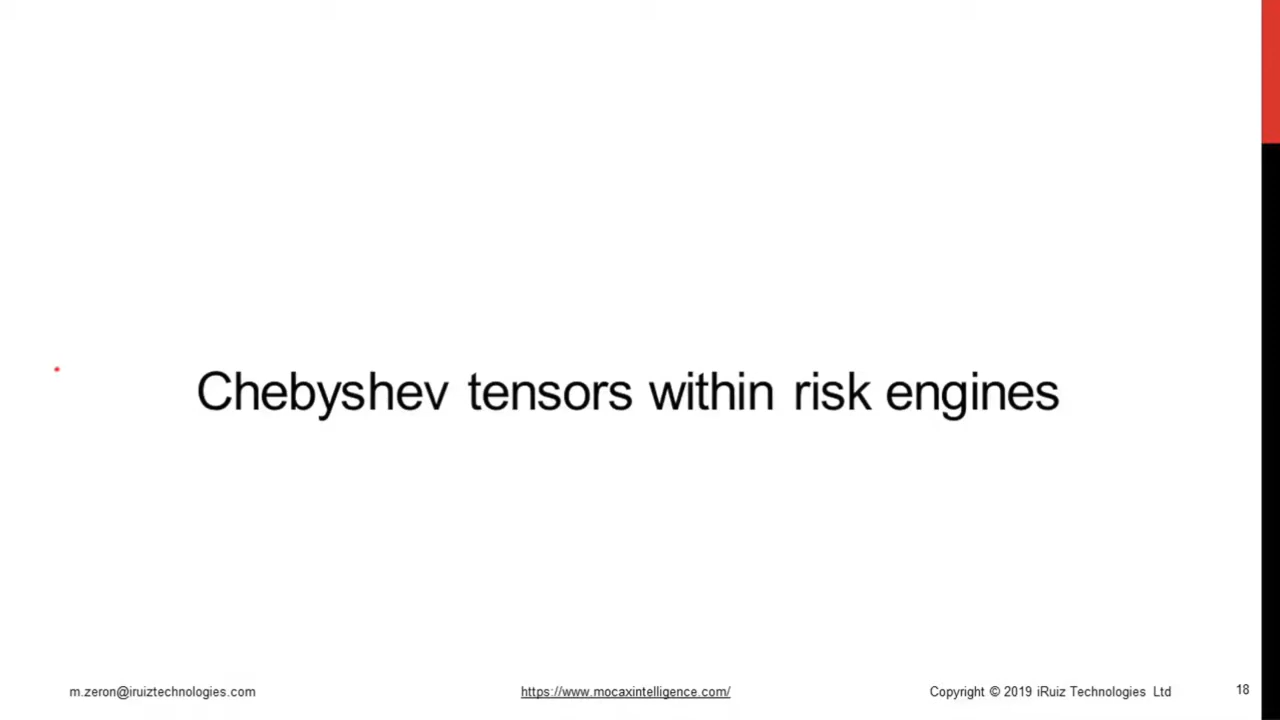 Chebyshev tensors within risk engines
m.zeron@iruiztechnologies.com
https://www.mocaxintelligence.com/
Copyright © 2019 iRuiz Technologies Ltd
18